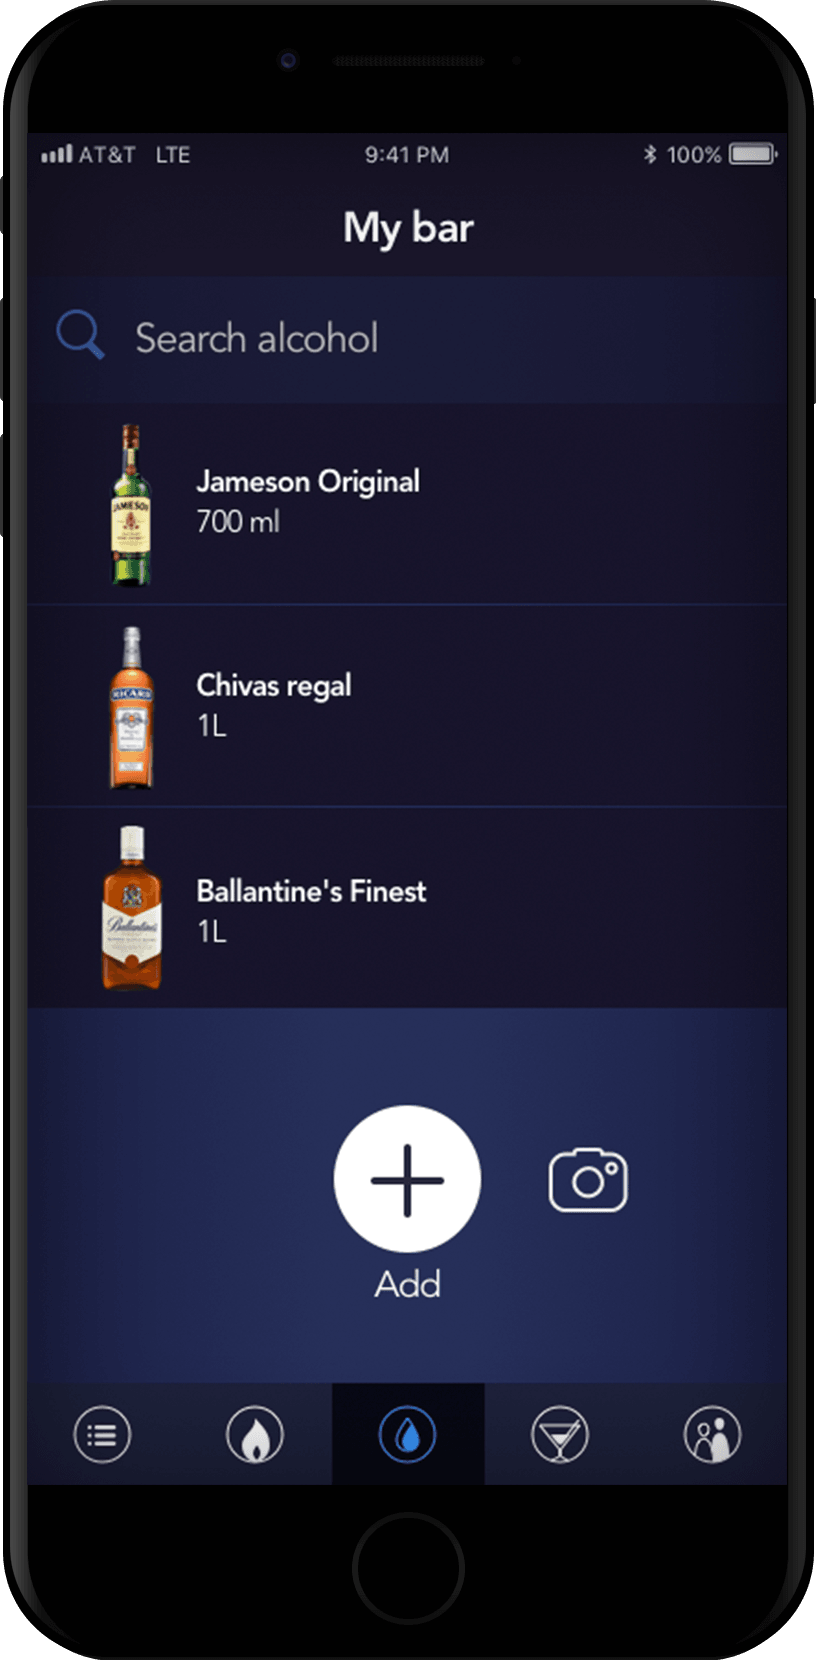 AT&T LTE 9:41 PM 100%
My bar
Search alcohol
JAMESON
Jameson Original
700 ml
RICARD
Chivas regal
1L
Ballantine's
Ballantine's Finest
1L
Add